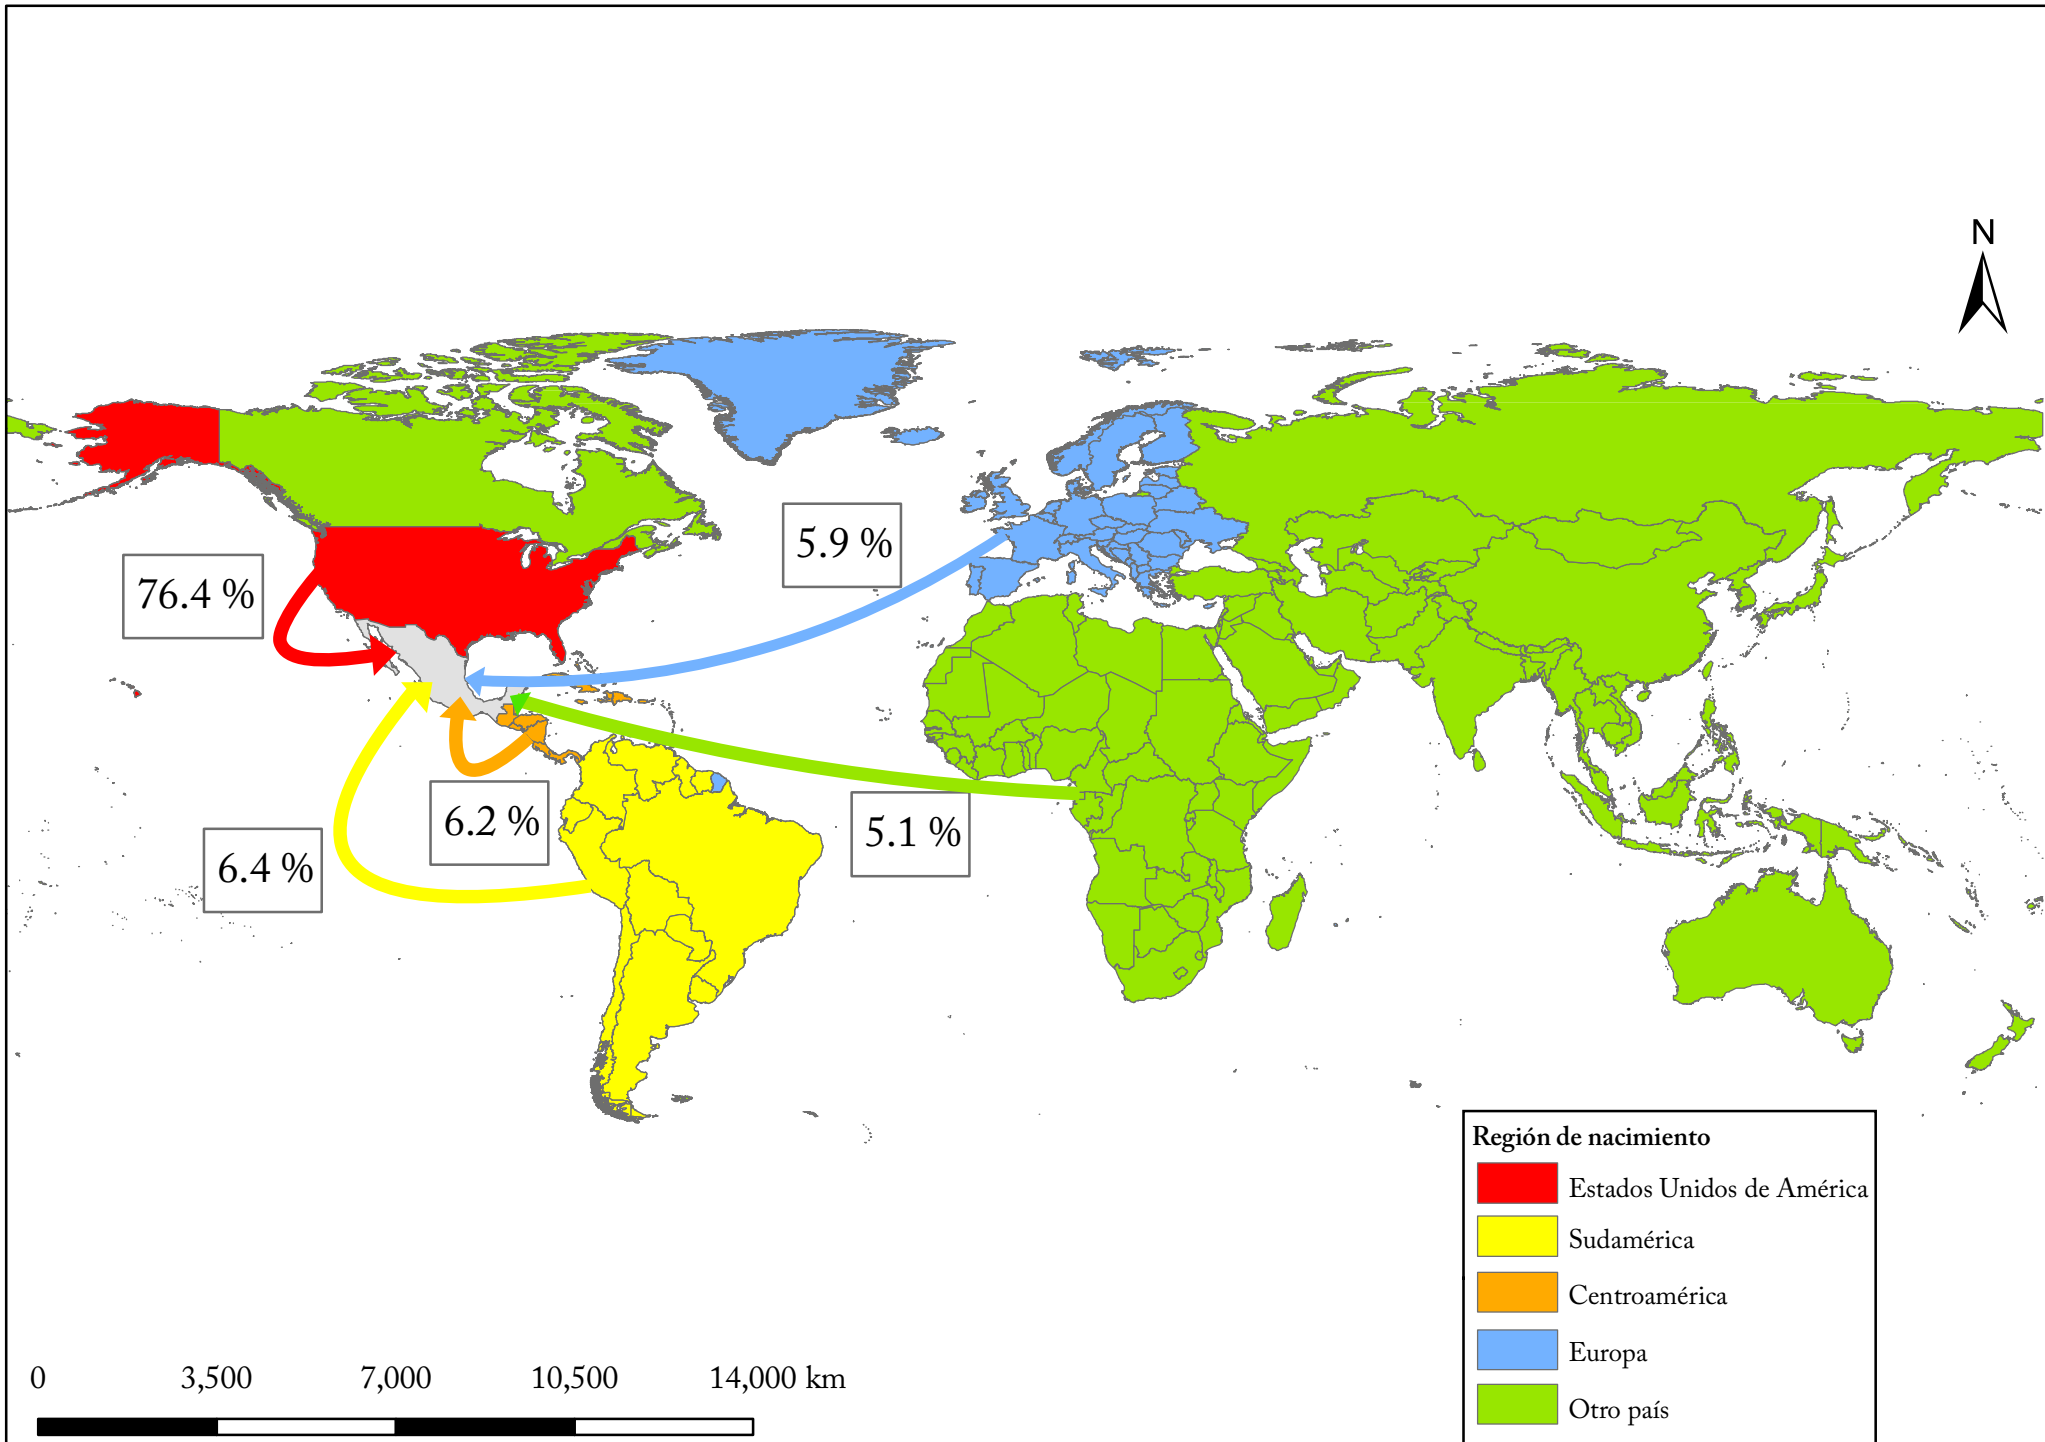 N
5.9 %
76.4 %
6.2 %
5.1 %
6.4 %
Región de nacimiento
Estados Unidos de América
Sudamérica
Centroamérica
Europa
Otro país
0 3,500 7,000 10,500 14,000 km